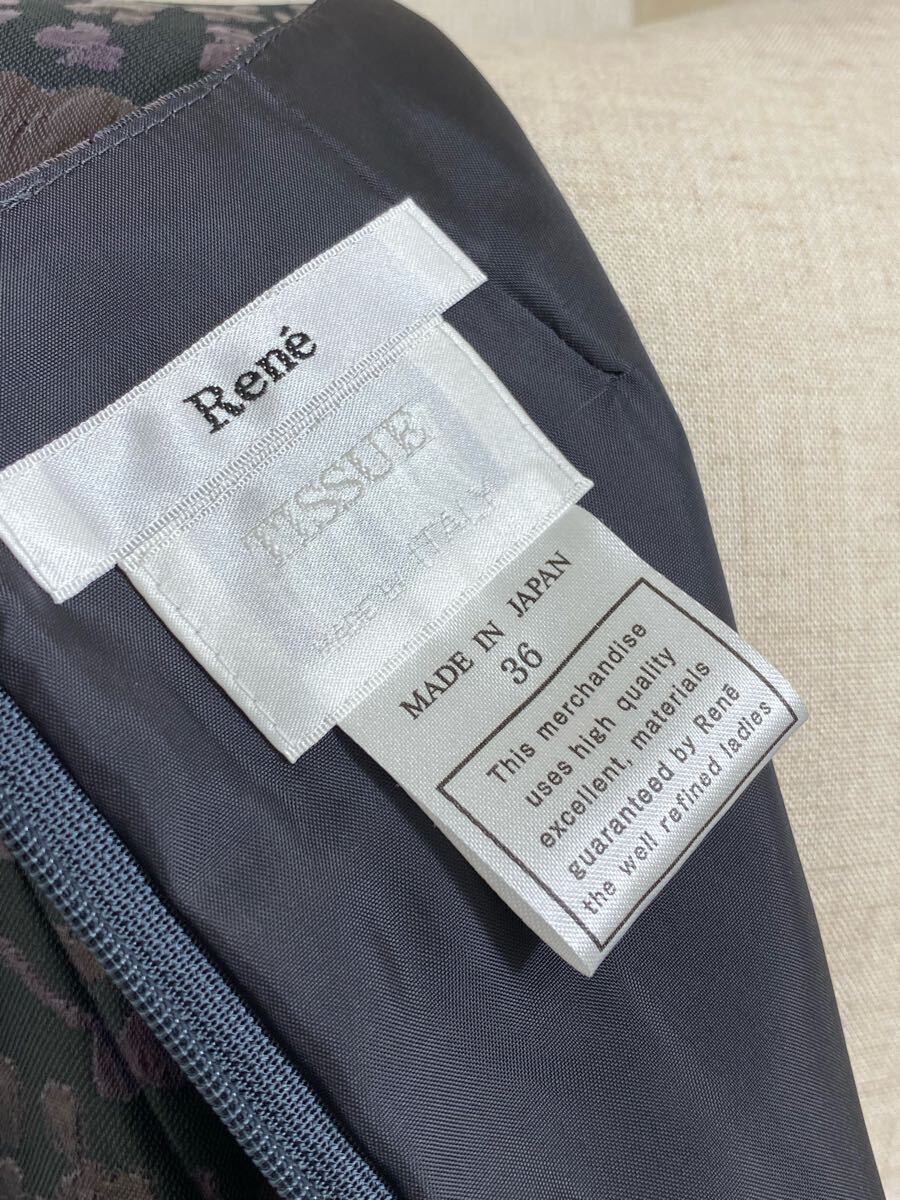 René
TISSUE
MADE IN ITALY
MADE IN JAPAN
36
This merchandise
uses high quality
excellent, materials
guaranteed by René
the well refined ladies